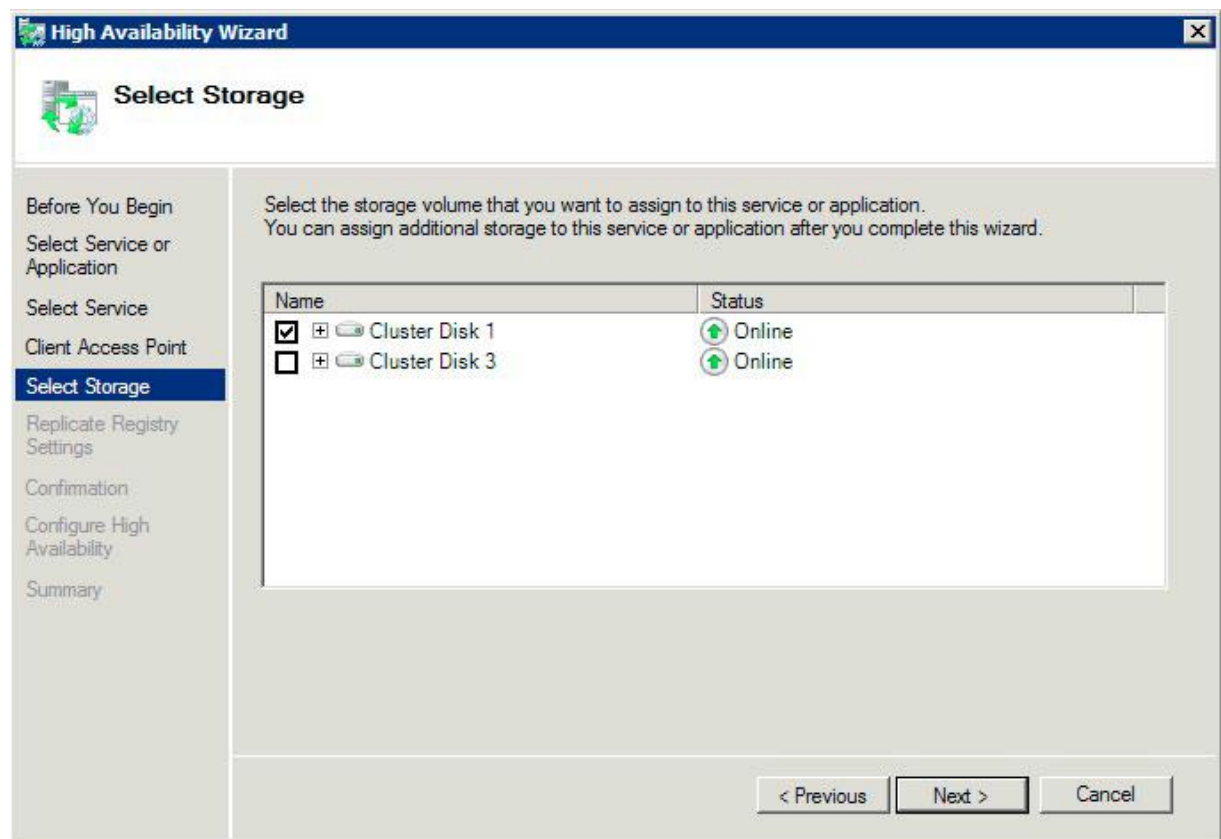 High Availability Wizard
Select Storage
Before You Begin
Select Service or
Application
Select Service
Client Access Point
Select Storage
Replicate Registry
Settings
Confirmation
Configure High
Availability
Summary
Select the storage volume that you want to assign to this service or application.
You can assign additional storage to this service or application after you complete this wizard.
Name Status
Cluster Disk 1 Online
Cluster Disk 3 Online
< Previous Next > Cancel